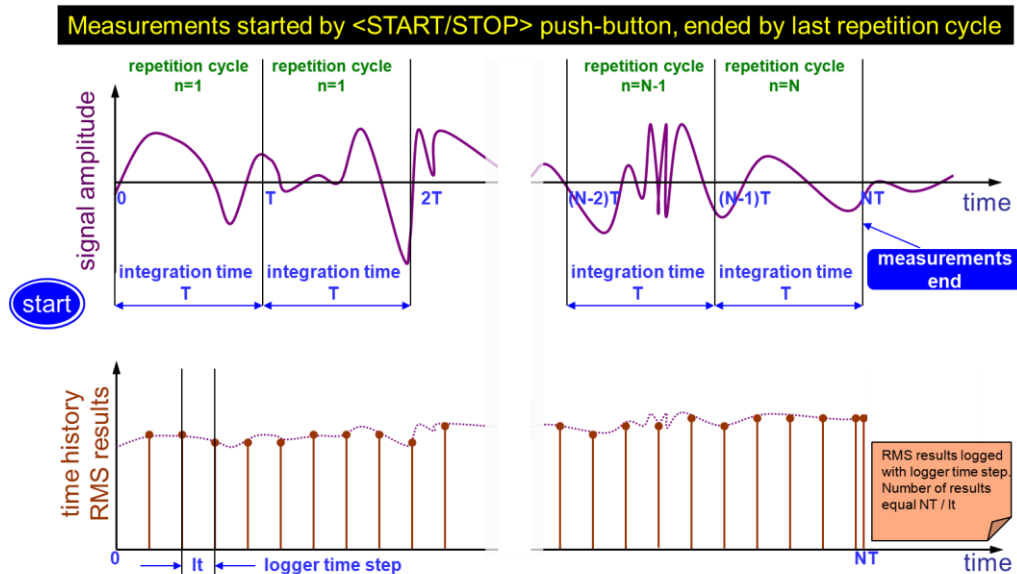 Measurements started by <START/STOP> push-button, ended by last repetition cycle
repetition cycle
n=1
repetition cycle
n=1
repetition cycle
n=N-1
repetition cycle
n=N
signal amplitude
0
T
2T
(N-2)T
(N-1)T
NT
time
integration time
T
integration time
T
integration time
T
integration time
T
measurements
end
start
time history
RMS results
RMS results logged
with logger time step.
Number of results
equal NT / lt
0
lt
logger time step
NT
time